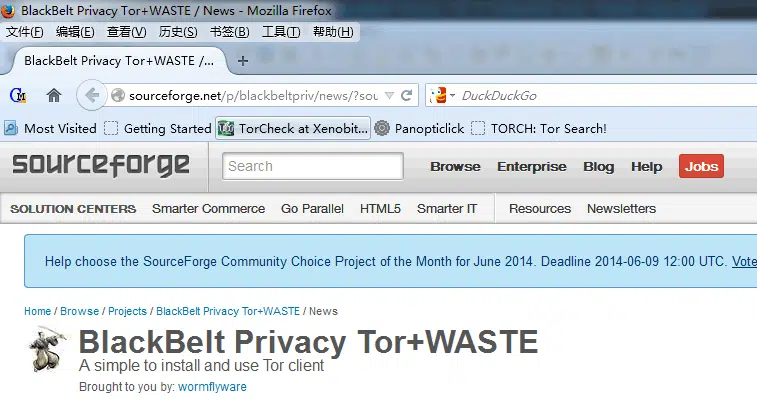 BlackBelt Privacy Tor+WASTE / News - Mozilla Firefox
文件(F) 编辑(E) 查看(V) 历史(S) 书签(B) 工具(T) 帮助(H)
BlackBelt Privacy Tor+WASTE /... +
sourceforge.net/p/blackbeltpriv/news/?sou DuckDuckGo
Most Visited Getting Started TorCheck at Xenobit... Panopticlick TORCH: Tor Search!
sourceforge Search Browse Enterprise Blog Help Jobs
SOLUTION CENTERS Smarter Commerce Go Parallel HTML5 Smarter IT Resources Newsletters
Help choose the SourceForge Community Choice Project of the Month for June 2014. Deadline 2014-06-09 12:00 UTC. Vote
Home / Browse / Projects / BlackBelt Privacy Tor+WASTE / News
BlackBelt Privacy Tor+WASTE
A simple to install and use Tor client
Brought to you by: wormflyware